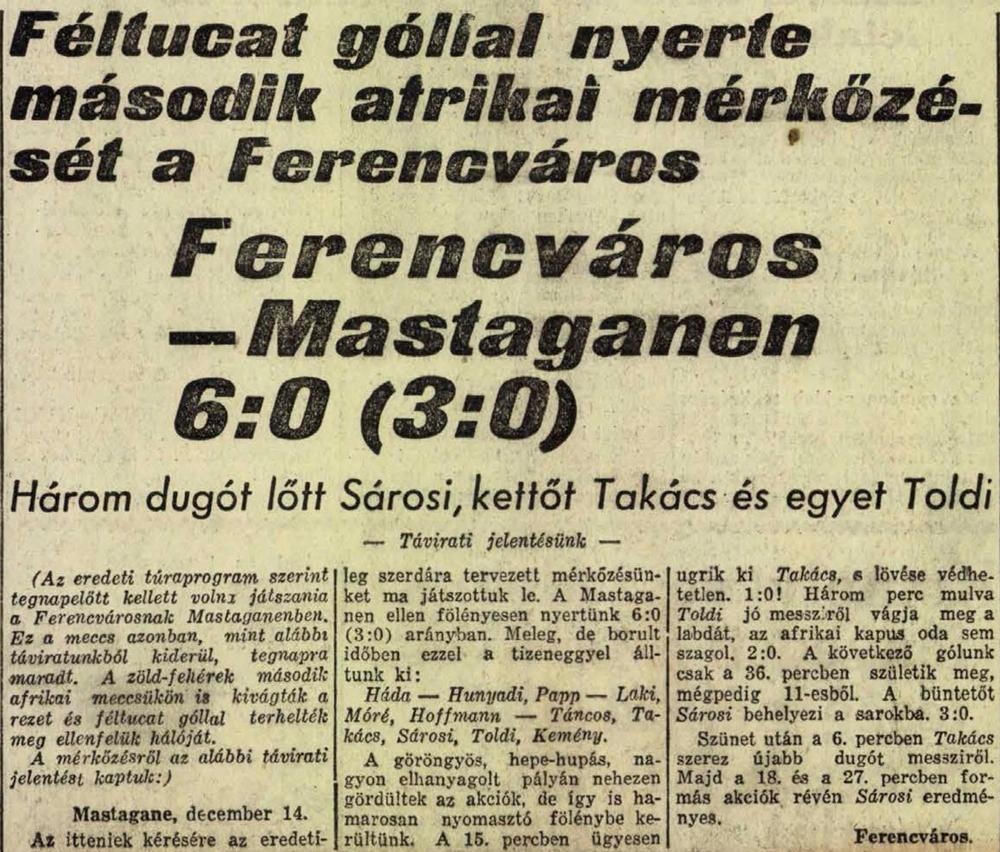 Féltucat góllal nyerte
második afrikai mérkőzé-
sét a Ferencváros
Ferencváros
—Mastaganen
6:0 (3:0)
Három dugót lőtt Sárosi, kettőt Takács és egyet Toldi
— Távirati jelentésünk —
(Az eredeti túraprogram szerint
tegnapelőtt kellett volna játszania
a Ferencvárosnak Mastaganenben.
Ez a meccs azonban, mint alábbi
táviratunkból kiderül, tegnapra
maradt. A zöld-fehérek második
afrikai meccsükön is kivágták a
rezet és féltucat góllal terhelték
meg ellenfelük hálóját.
A mérkőzésről az alábbi távirati
jelentést kaptuk:)
Mastagane, december 14.
Az itteniek kérésére az eredeti-
leg szerdára tervezett mérkőzésün-
ket ma játszottuk le. A Mastaga-
nen ellen fölényesen nyertünk 6:0
(3:0) arányban. Meleg, de borult
időben ezzel a tizeneggyel áll-
tunk ki:
Háda — Hunyadi, Papp — Laki,
Móré, Hoffmann — Táncos, Ta-
kács, Sárosi, Toldi, Kemény.
A göröngyös, hepe-hupás, na-
gyon elhanyagolt pályán nehezen
gördültek az akciók, de így is ha-
marosan nyomasztó fölénybe ke-
rültünk. A 15. percben ügyesen
ugrik ki Takács, s lövése védhe-
tetlen. 1:0! Három perc mulva
Toldi jó messziről vágja meg a
labdát, az afrikai kapus oda sem
szagol. 2:0. A következő gólunk
csak a 36. percben születik meg,
mégpedig 11-esből. A büntetőt
Sárosi behelyezi a sarokba. 3:0.
Szünet után a 6. percben Takács
szerez újabb dugót messziről.
Majd a 18. és a 27. percben for-
más akciók révén Sárosi eredmé-
nyes.
Ferencváros.